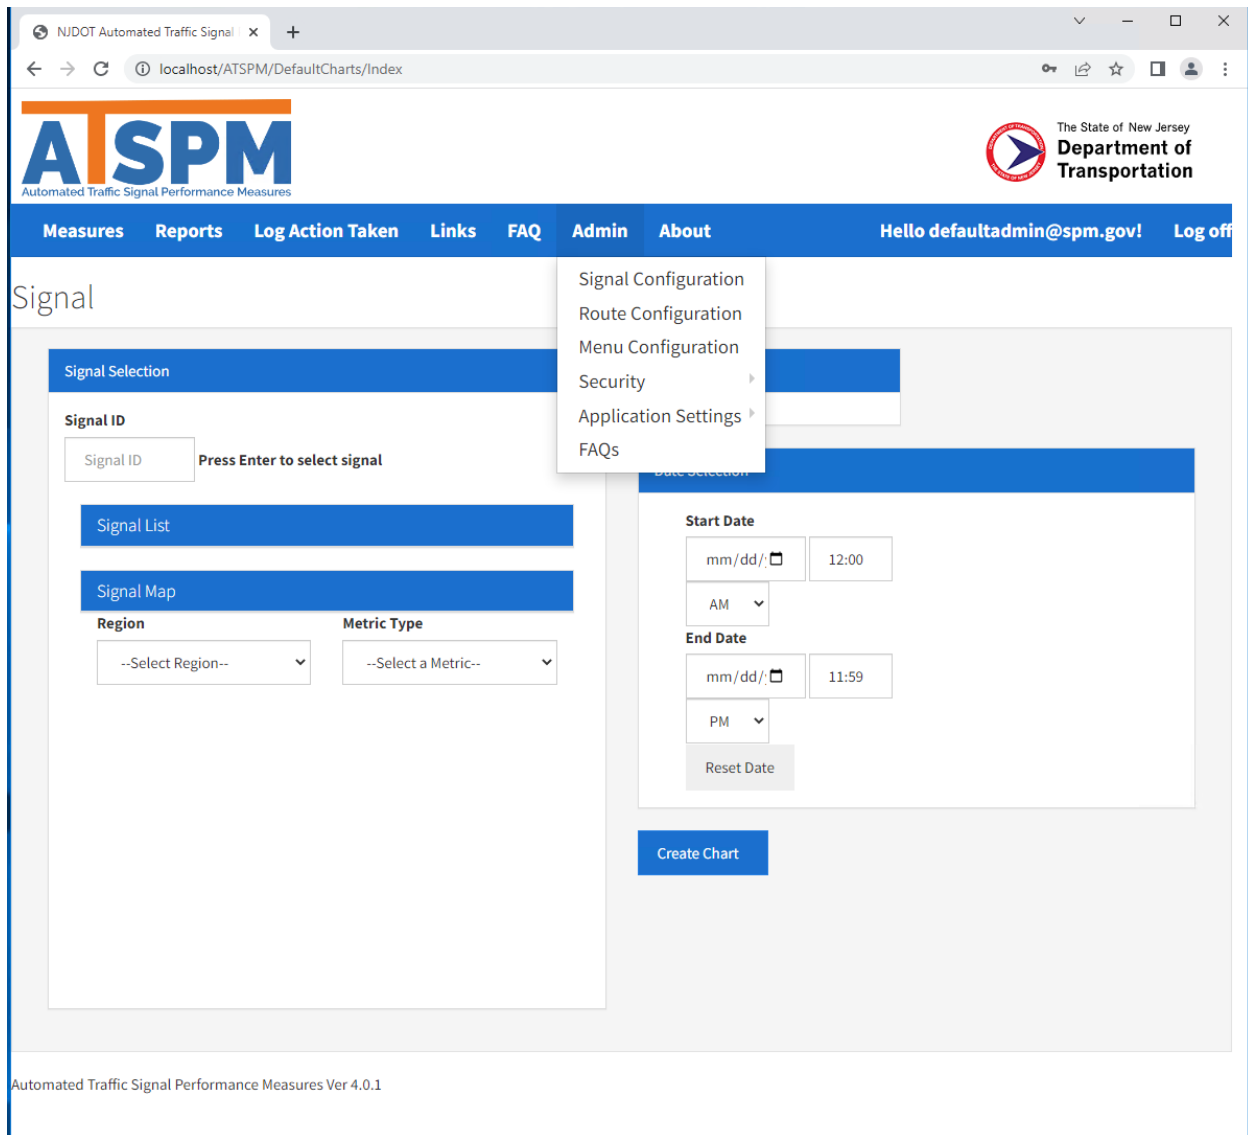 NJDOT Automated Traffic Signal
localhost/ATSPM/DefaultCharts/Index
ATSPM
Automated Traffic Signal Performance Measures
The State of New Jersey
Department of
Transportation
Measures Reports Log Action Taken Links FAQ Admin About Hello defaultadmin@spm.gov! Log off
Signal Configuration
Route Configuration
Menu Configuration
Security
Application Settings
FAQs
Signal
Signal Selection
Signal ID
Signal ID Press Enter to select signal
Signal List
Signal Map
Region Metric Type
--Select Region-- --Select a Metric--
Date Selection
Start Date
mm/dd/ 12:00
AM
End Date
mm/dd/ 11:59
PM
Reset Date
Create Chart
Automated Traffic Signal Performance Measures Ver 4.0.1